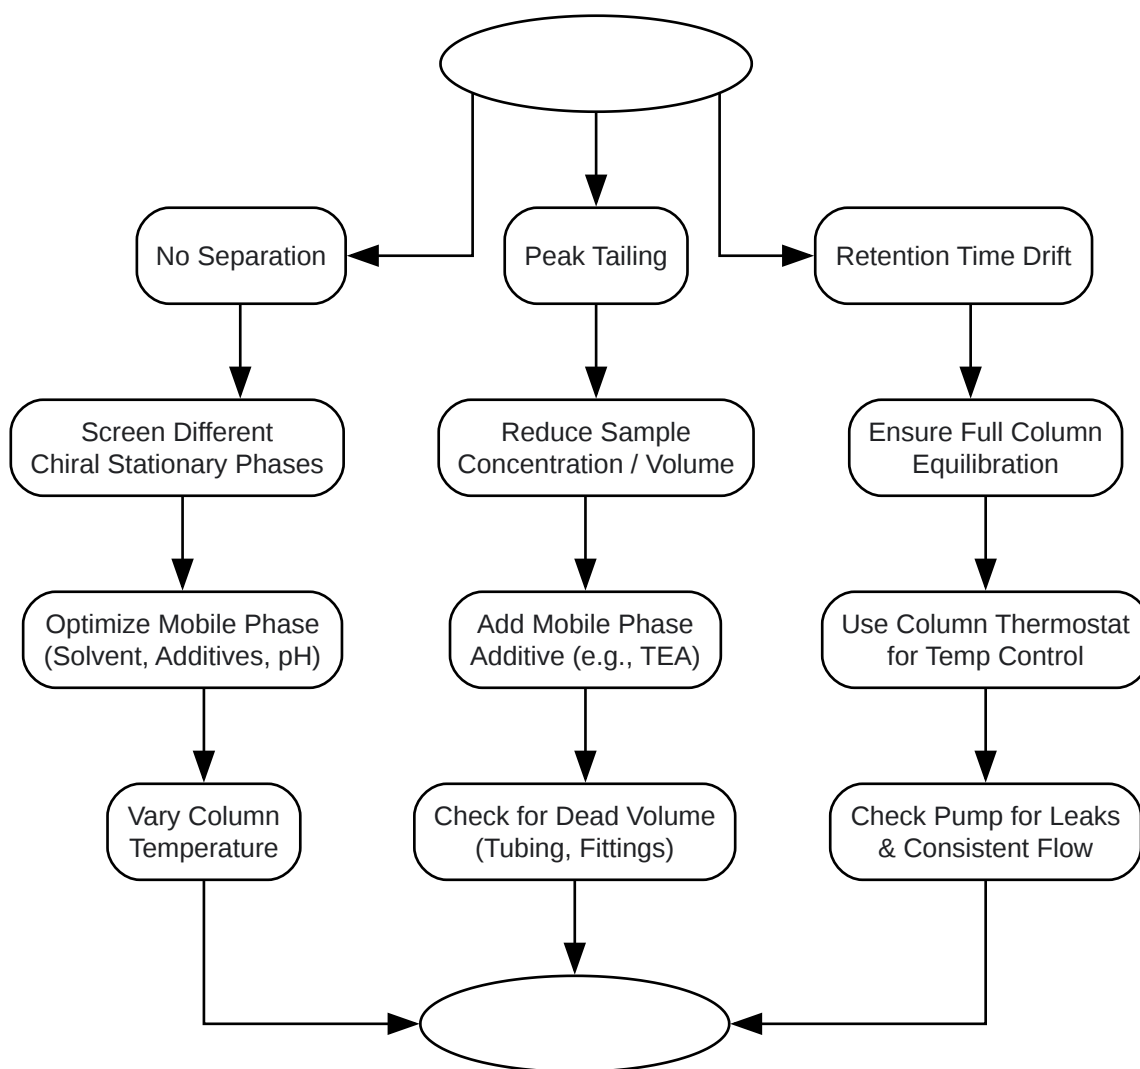 No Separation
Peak Tailing
Retention Time Drift
Screen Different
Chiral Stationary Phases
Reduce Sample
Concentration / Volume
Ensure Full Column
Equilibration
Optimize Mobile Phase
(Solvent, Additives, pH)
Add Mobile Phase
Additive (e.g., TEA)
Use Column Thermostat
for Temp Control
Vary Column
Temperature
Check for Dead Volume
(Tubing, Fittings)
Check Pump for Leaks
& Consistent Flow